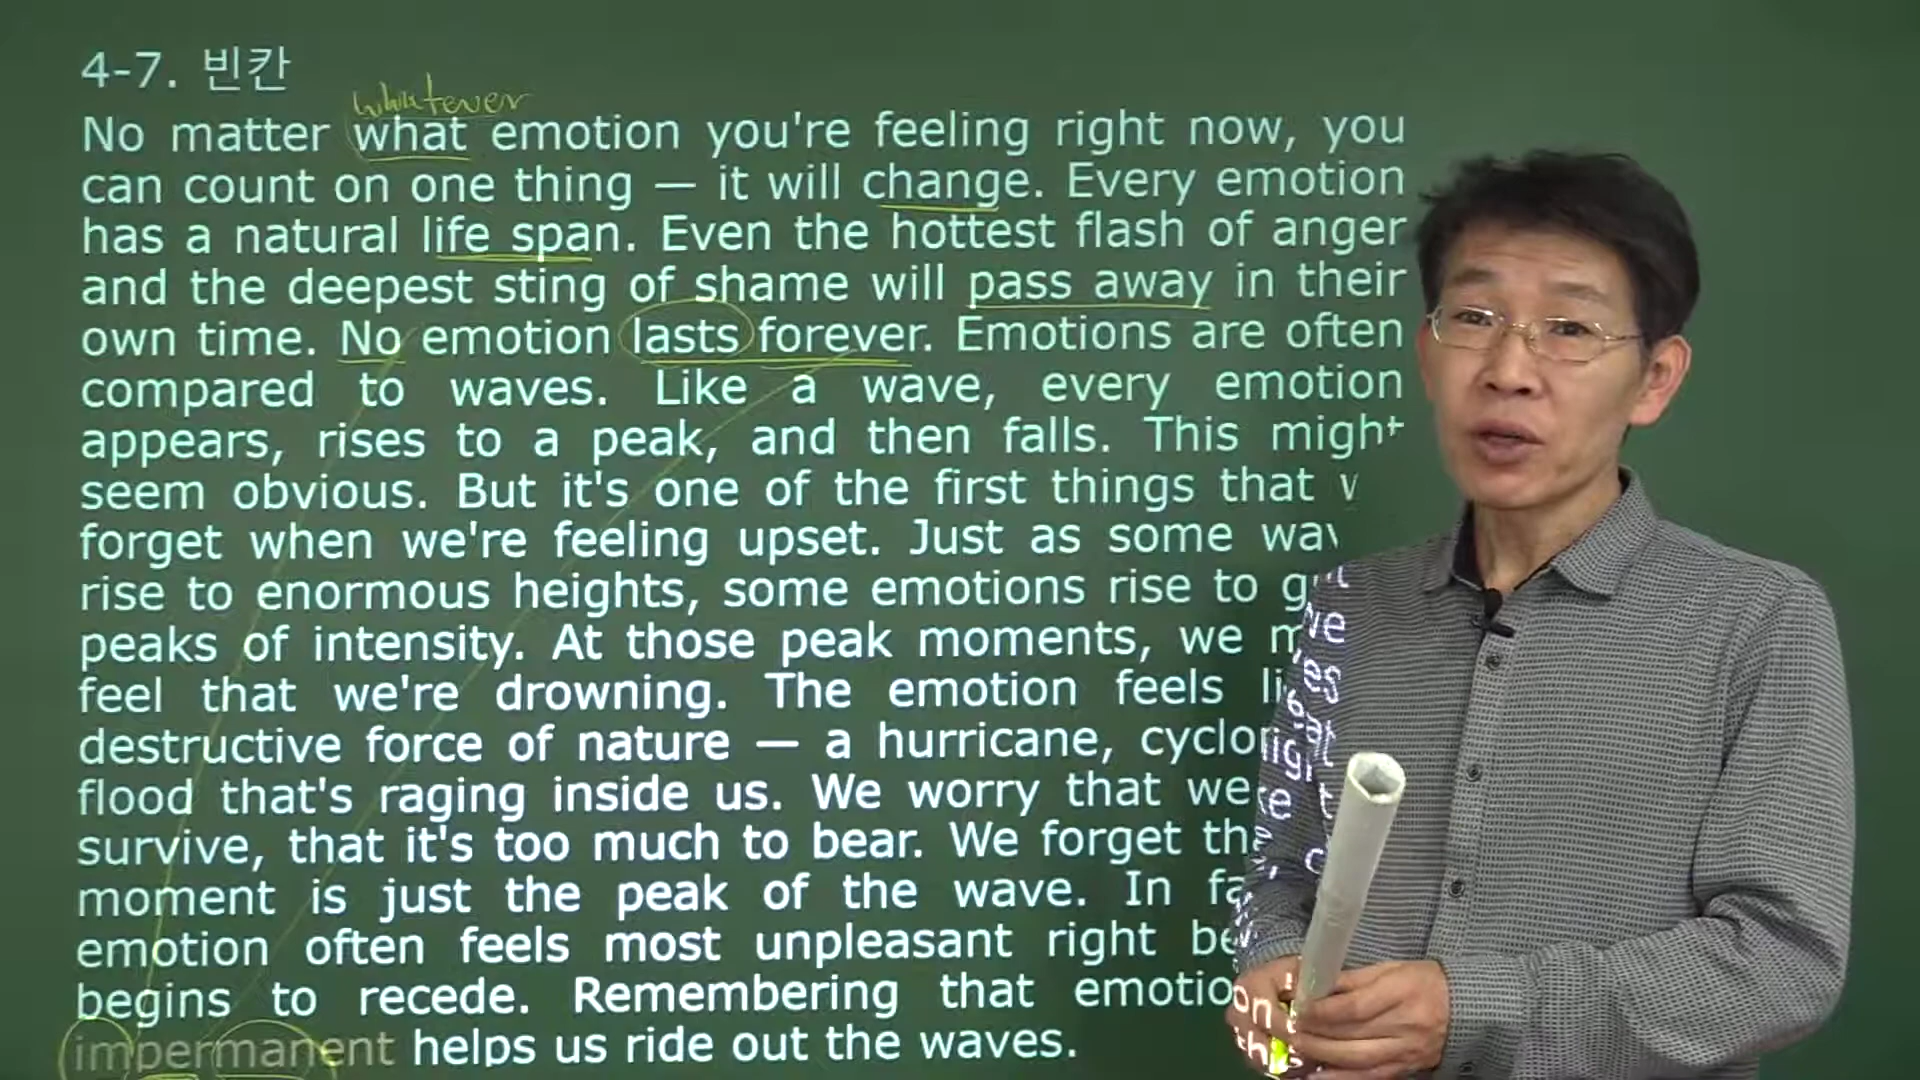 4-7. 빈칸
whatever
No matter what emotion you're feeling right now, you
can count on one thing — it will change. Every emotion
has a natural life span. Even the hottest flash of anger
and the deepest sting of shame will pass away in their
own time. No emotion lasts forever. Emotions are often
compared to waves. Like a wave, every emotion
appears, rises to a peak, and then falls. This might
seem obvious. But it's one of the first things that
forget when we're feeling upset. Just as some
rise to enormous heights, some emotions rise to
peaks of intensity. At those peak moments, we
feel that we're drowning. The emotion feels
destructive force of nature — a hurricane,
flood that's raging inside us. We worry that we
survive, that it's too much to bear. We forget
moment is just the peak of the wave. In
emotion often feels most unpleasant right
begins to recede. Remembering that
impermanent helps us ride out the waves.